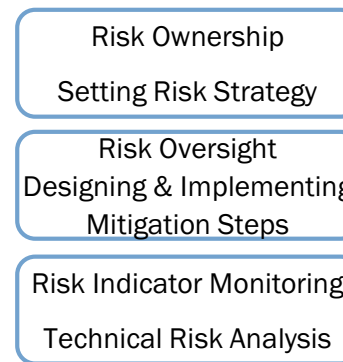 Risk Ownership
Setting Risk Strategy
Risk Oversight
Designing & Implementing
Mitigation Steps
Risk Indicator Monitoring
Technical Risk Analysis